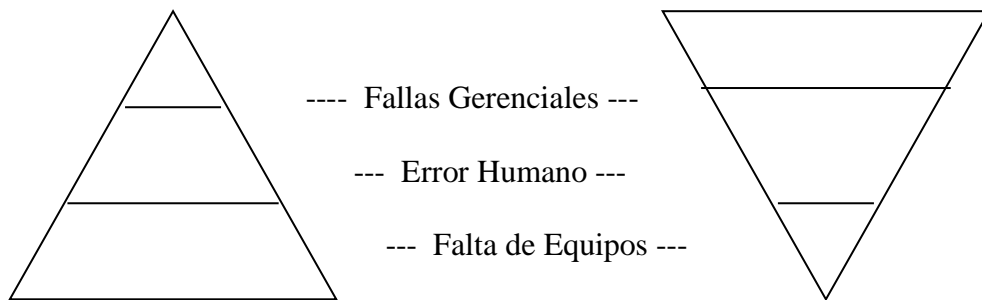 ---- Fallas Gerenciales ---
--- Error Humano ---
--- Falta de Equipos ---